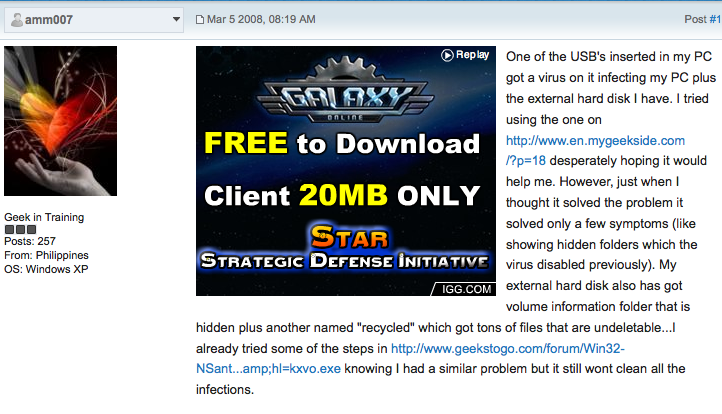 amm007
Mar 5 2008, 08:19 AM
Post #1
Geek in Training
Posts: 257
From: Philippines
OS: Windows XP
Replay
GALAXY
ONLINE
FREE to Download
Client 20MB ONLY
STAR
STRATEGIC DEFENSE INITIATIVE
IGG.COM
One of the USB's inserted in my PC
got a virus on it infecting my PC plus
the external hard disk I have. I tried
using the one on
http://www.en.mygeekside.com
/?p=18 desperately hoping it would
help me. However, just when I
thought it solved the problem it
solved only a few symptoms (like
showing hidden folders which the
virus disabled previously). My
external hard disk also has got
volume information folder that is
hidden plus another named "recycled" which got tons of files that are undeletable...I
already tried some of the steps in http://www.geekstogo.com/forum/Win32-
NSant...amp;hl=kxvo.exe knowing I had a similar problem but it still wont clean all the
infections.